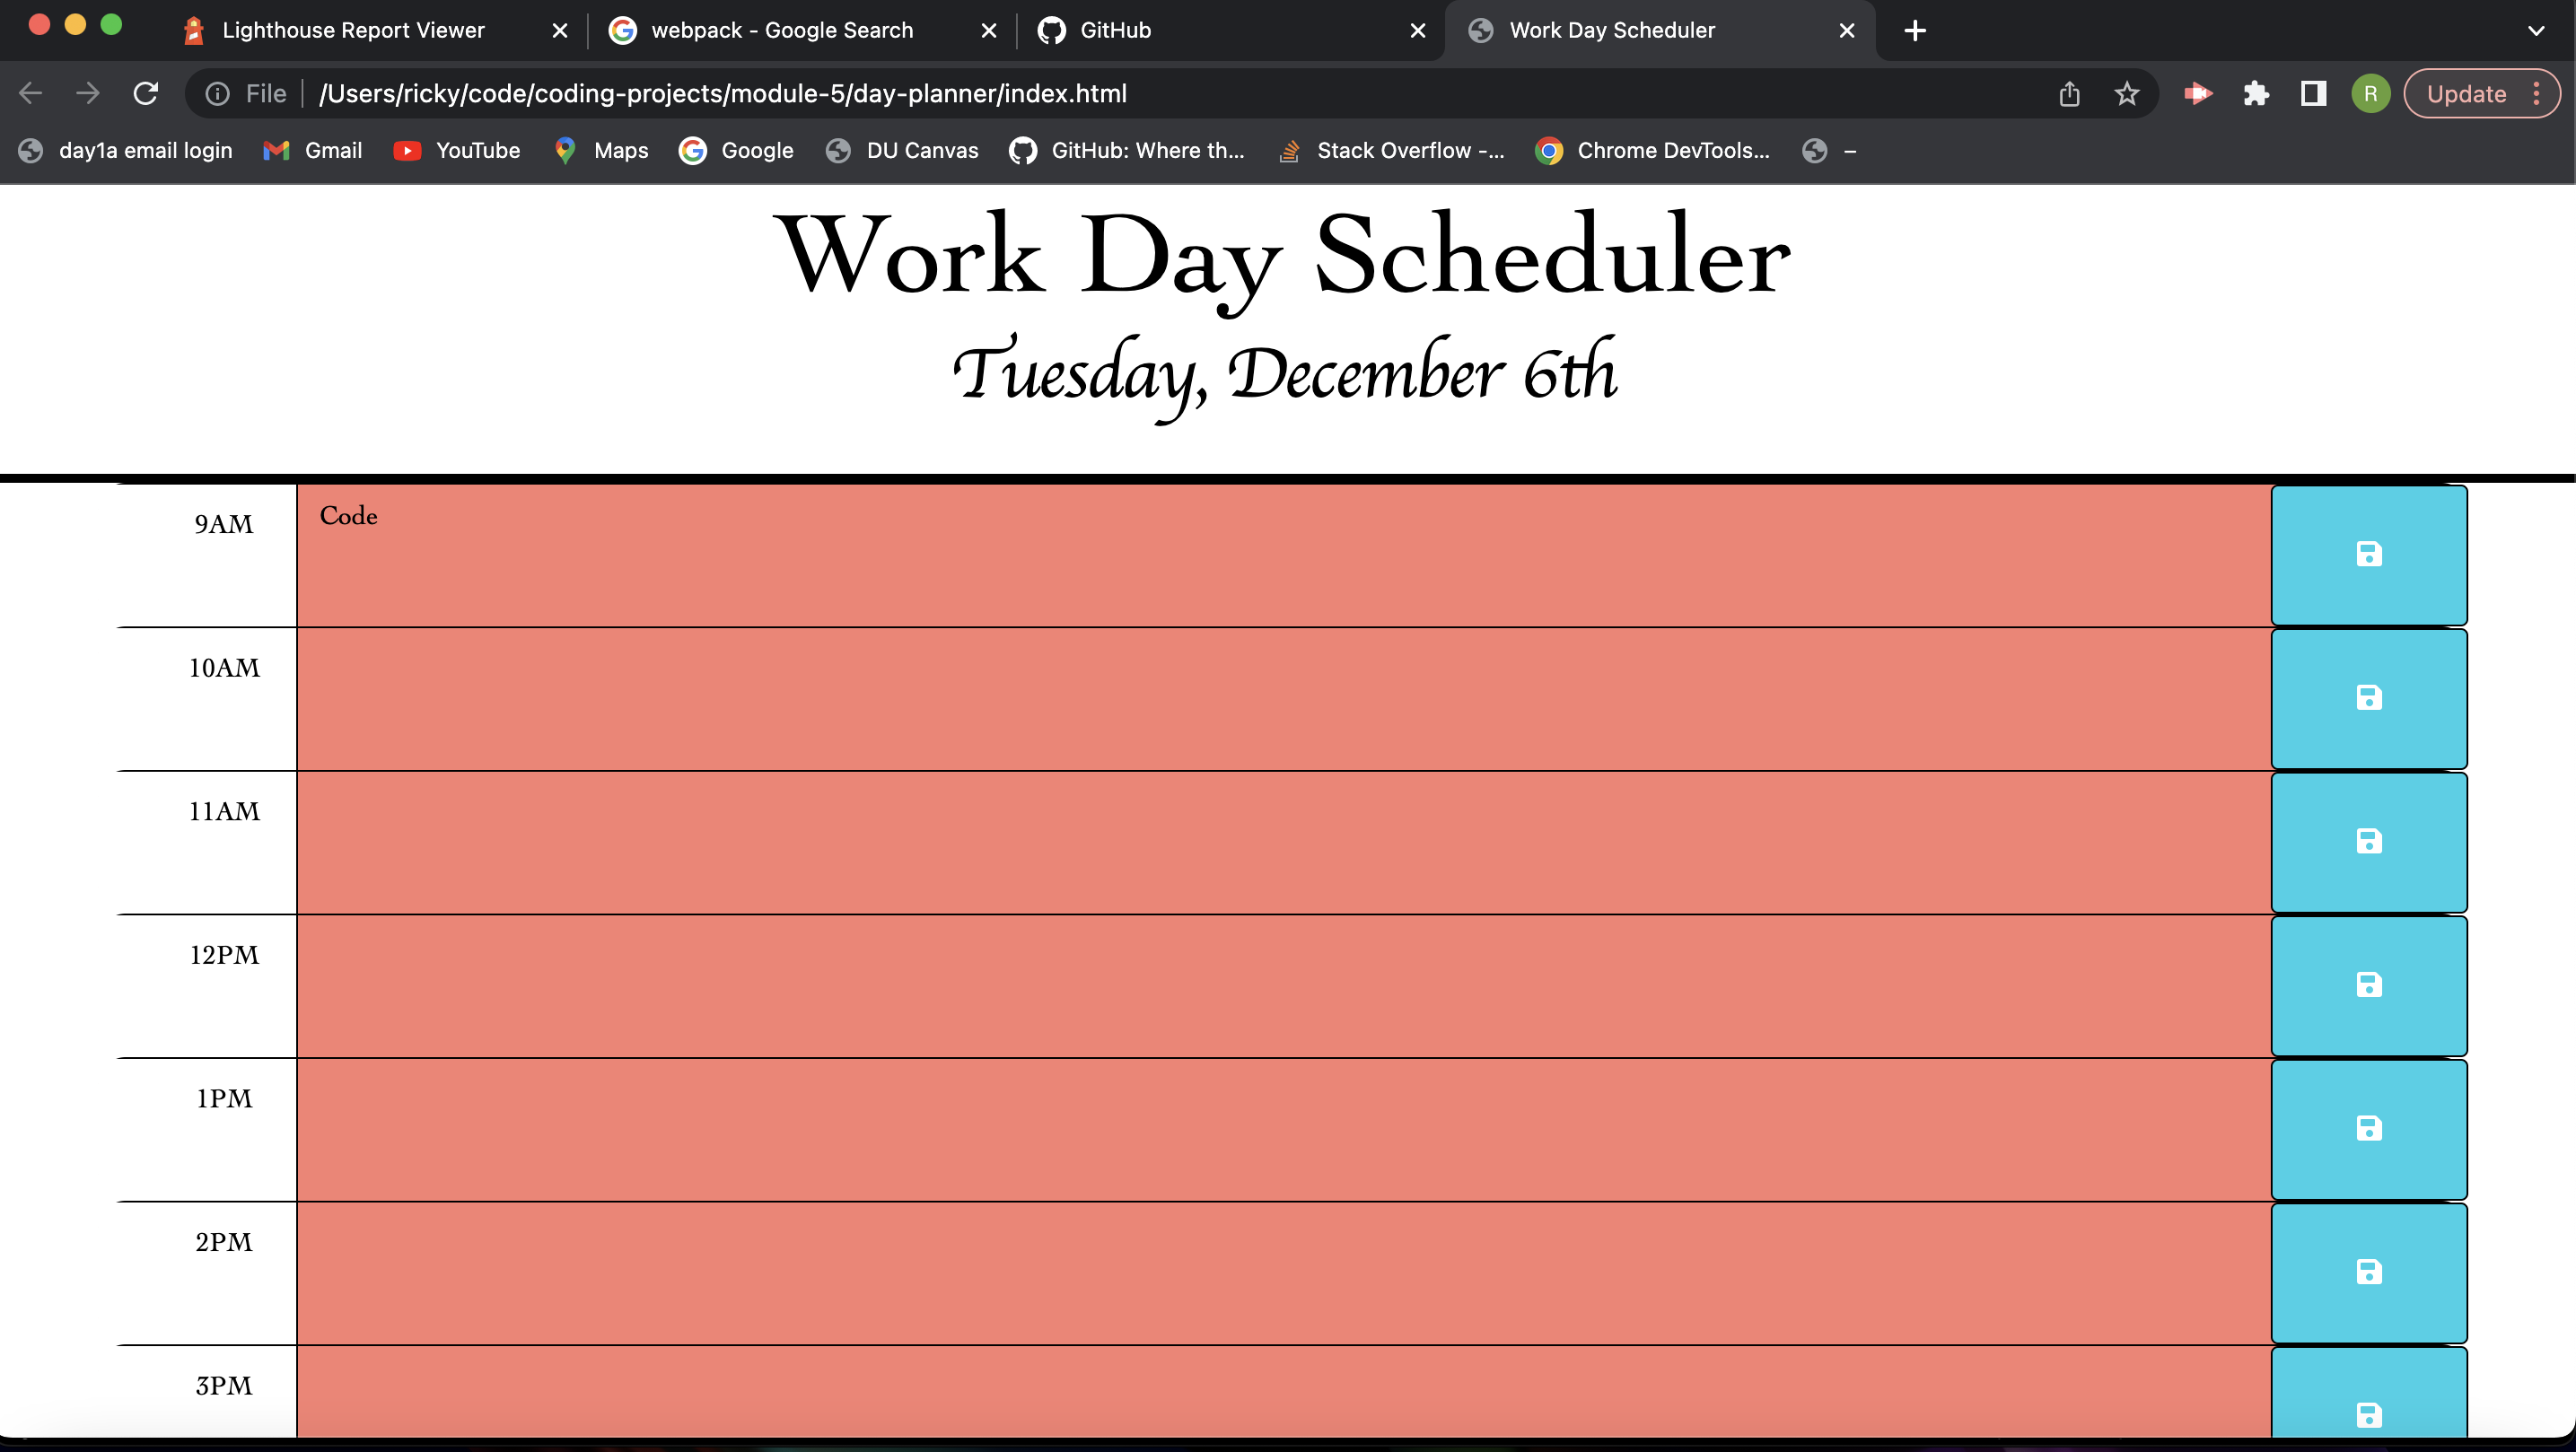 Lighthouse Report Viewer
webpack - Google Search
GitHub
Work Day Scheduler
File
/Users/ricky/code/coding-projects/module-5/day-planner/index.html
R
Update
day1a email login
Gmail
YouTube
Maps
Google
DU Canvas
GitHub: Where th...
Stack Overflow -...
Chrome DevTools...
–
Work Day Scheduler
Tuesday, December 6th
9AM
Code
10AM
11AM
12PM
1PM
2PM
3PM